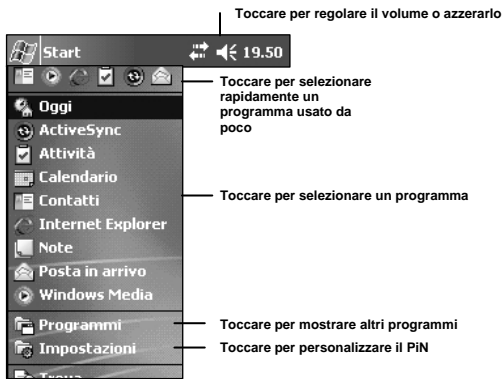 Toccare per regolare il volume o azzerarlo
Start 19.50
Toccare per selezionare
rapidamente un
programma usato da
poco
Oggi
ActiveSync
Attività
Calendario
Contatti
Toccare per selezionare un programma
Internet Explorer
Note
Posta in arrivo
Windows Media
Programmi
Toccare per mostrare altri programmi
Impostazioni
Toccare per personalizzare il PiN